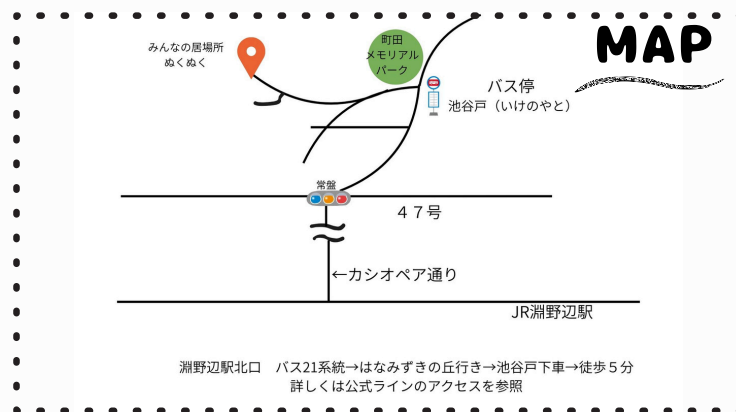 MAP
みんなの居場所
ぬくぬく
町田
メモリアル
パーク
バス停
池谷戸（いけのやと）
常盤
４７号
←カシオペア通り
JR淵野辺駅
淵野辺駅北口　バス21系統→はなみずきの丘行き→池谷戸下車→徒歩５分
詳しくは公式ラインのアクセスを参照